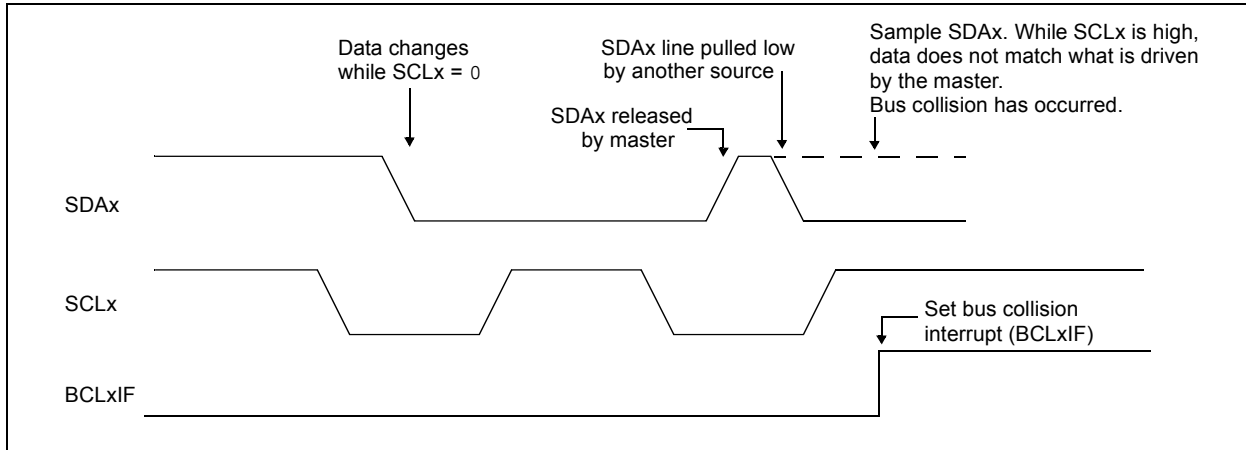 Data changes
while SCLx = 0
SDAx line pulled low
by another source
SDAx released
by master
Sample SDAx. While SCLx is high,
data does not match what is driven
by the master.
Bus collision has occurred.
SDAx
SCLx
Set bus collision
interrupt (BCLxIF)
BCLxIF